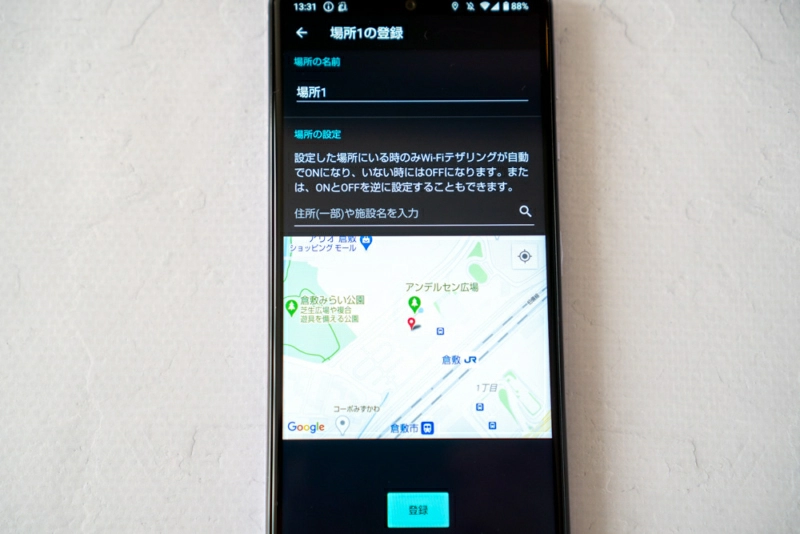 13:31 88%
場所1の登録
場所の名前
場所1
場所の設定
設定した場所にいる時のみWi-Fiテザリングが自動
でONになり、いない時にはOFFになります。また
は、ONとOFFを逆に設定することもできます。
住所(一部)や施設名を入力
アリオ 倉敷
ショッピング モール
アンデルセン広場
倉敷みらい公園
芝生広場や複合
遊具を備える公園
倉敷 JR
1丁目
コーポみずかわ
Google
倉敷市
登録